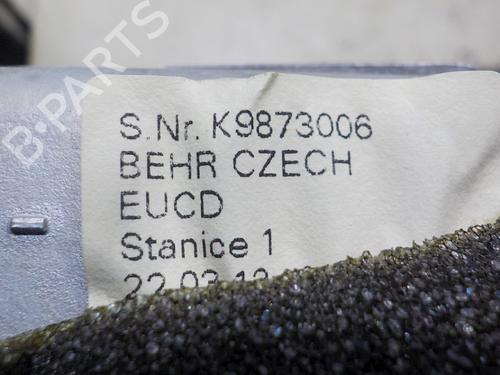 B-PARTS
S.Nr. K9873006
BEHR CZECH
EUCD
Stanice 1